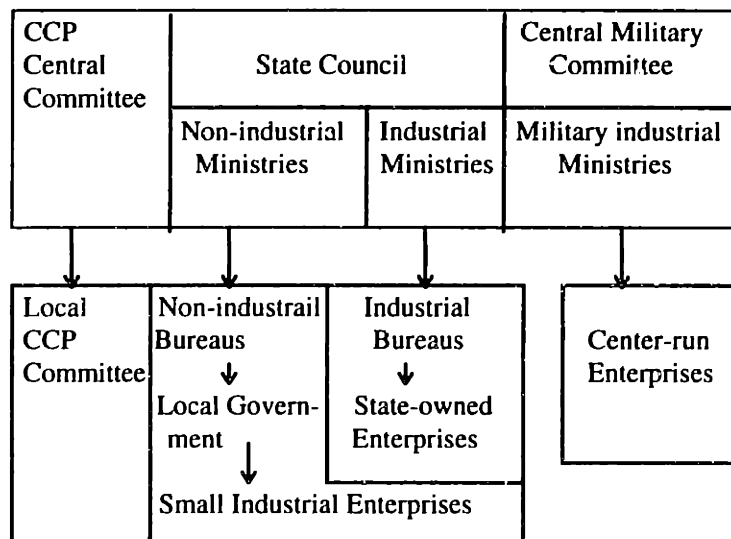 CCP
Central
Committee
State Council
Central Military
Committee
Non-industrial
Ministries
Industrial
Ministries
Military industrial
Ministries
Local
CCP
Committee
Non-industrail
Bureaus
Local Govern-
ment
Small Industrial Enterprises
Industrial
Bureaus
State-owned
Enterprises
Center-run
Enterprises